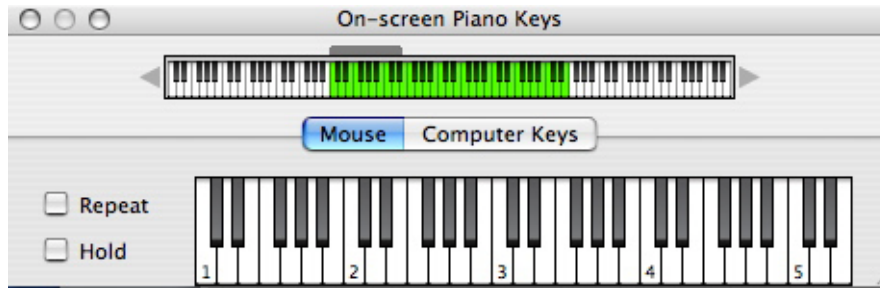 On-screen Piano Keys
Mouse Computer Keys
Repeat
Hold
1 2 3 4 5